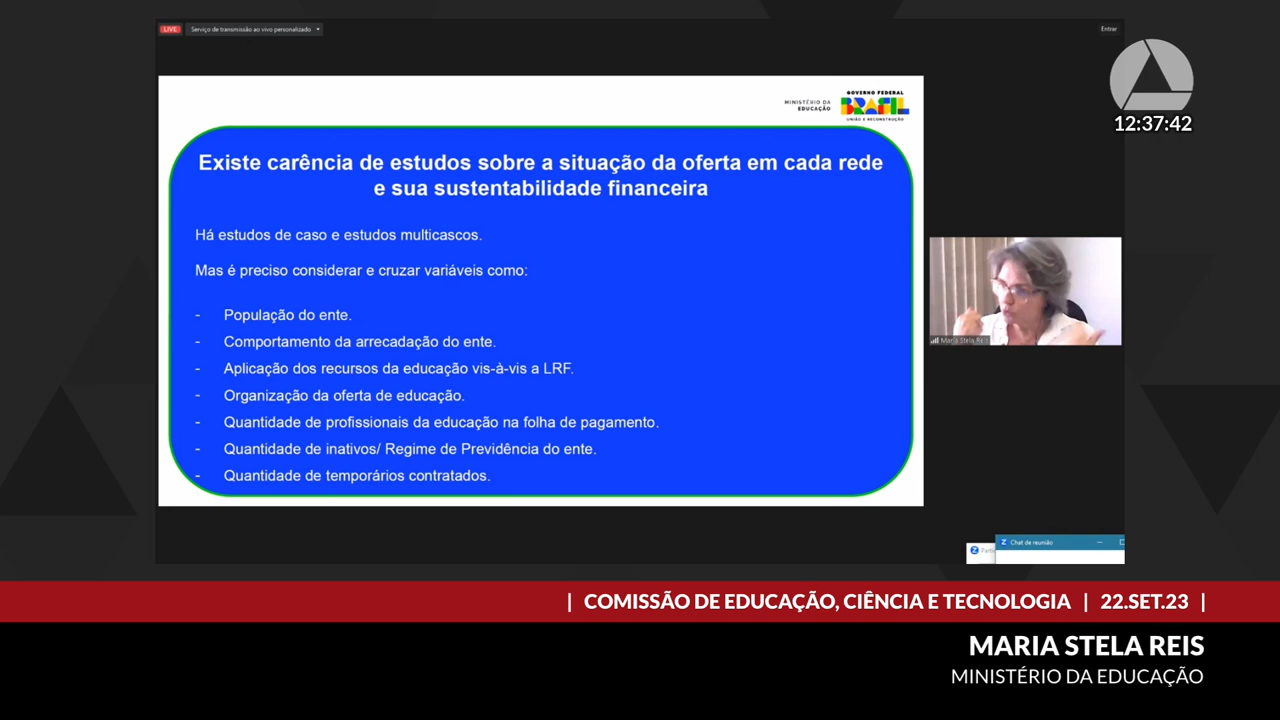 LIVE
Serviço de transmissão ao vivo personalizado
Entrar
12:37:42
MINISTÉRIO DA
EDUCAÇÃO
GOVERNO FEDERAL
BRASIL
UNIÃO E RECONSTRUÇÃO
Existe carência de estudos sobre a situação da oferta em cada rede
e sua sustentabilidade financeira
Há estudos de caso e estudos multicascos.
Mas é preciso considerar e cruzar variáveis como:
- População do ente.
- Comportamento da arrecadação do ente.
- Aplicação dos recursos da educação vis-à-vis a LRF.
- Organização da oferta de educação.
- Quantidade de profissionais da educação na folha de pagamento.
- Quantidade de inativos/ Regime de Previdência do ente.
- Quantidade de temporários contratados.
Maria Stela REIS
Chat de reunião
| COMISSÃO DE EDUCAÇÃO, CIÊNCIA E TECNOLOGIA | 22.SET.23 |
MARIA STELA REIS
MINISTÉRIO DA EDUCAÇÃO